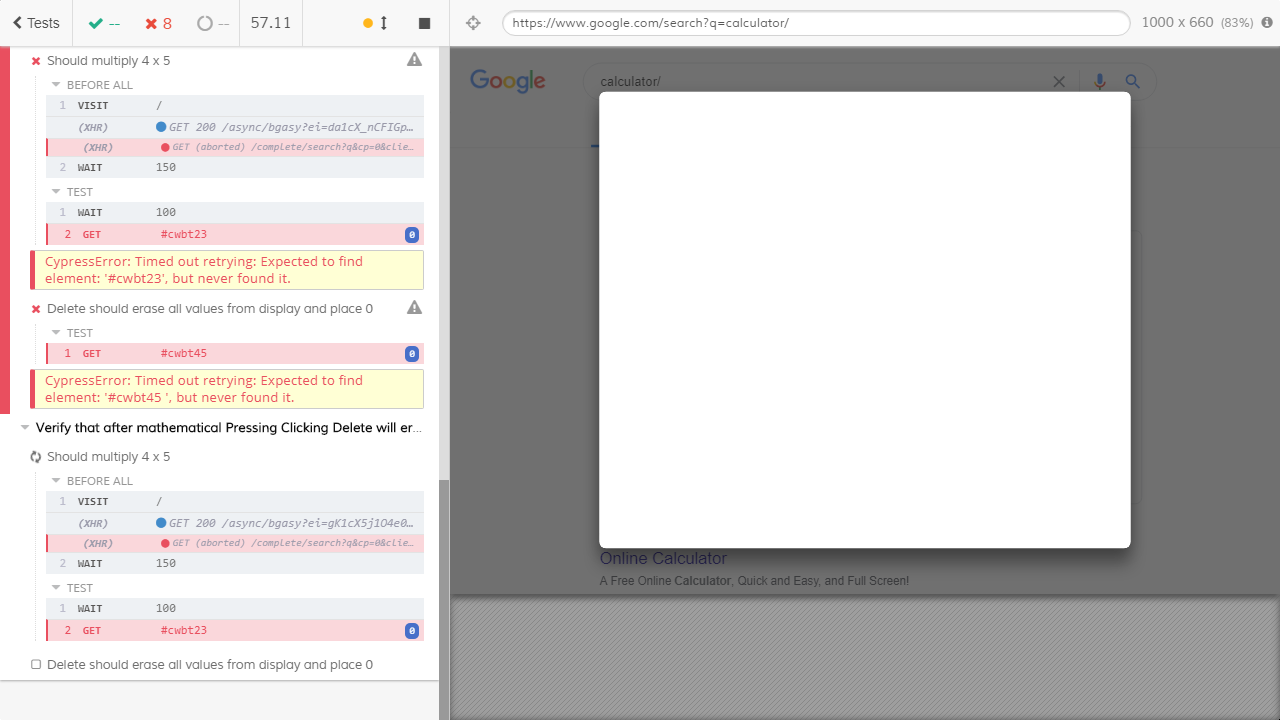 Tests
--
8
--
57.11
https://www.google.com/search?q=calculator/
1000 x 660 (83%)
Should multiply 4 x 5
BEFORE ALL
1 VISIT /
(XHR) GET 200 /async/bgasy?ei=da1cX_nCFIGp…
(XHR) GET (aborted) /complete/search?q&cp=0&clie…
2 WAIT 150
TEST
1 WAIT 100
2 GET #cwbt23 0
CypressError: Timed out retrying: Expected to find
element: '#cwbt23', but never found it.
Delete should erase all values from display and place 0
TEST
1 GET #cwbt45 0
CypressError: Timed out retrying: Expected to find
element: '#cwbt45 ', but never found it.
Verify that after mathematical Pressing Clicking Delete will er...
Should multiply 4 x 5
BEFORE ALL
1 VISIT /
(XHR) GET 200 /async/bgasy?ei=gK1cX5j1O4e0…
(XHR) GET (aborted) /complete/search?q&cp=0&clie…
2 WAIT 150
TEST
1 WAIT 100
2 GET #cwbt23 0
Delete should erase all values from display and place 0
Google
calculator/
Online Calculator
A Free Online Calculator, Quick and Easy, and Full Screen!